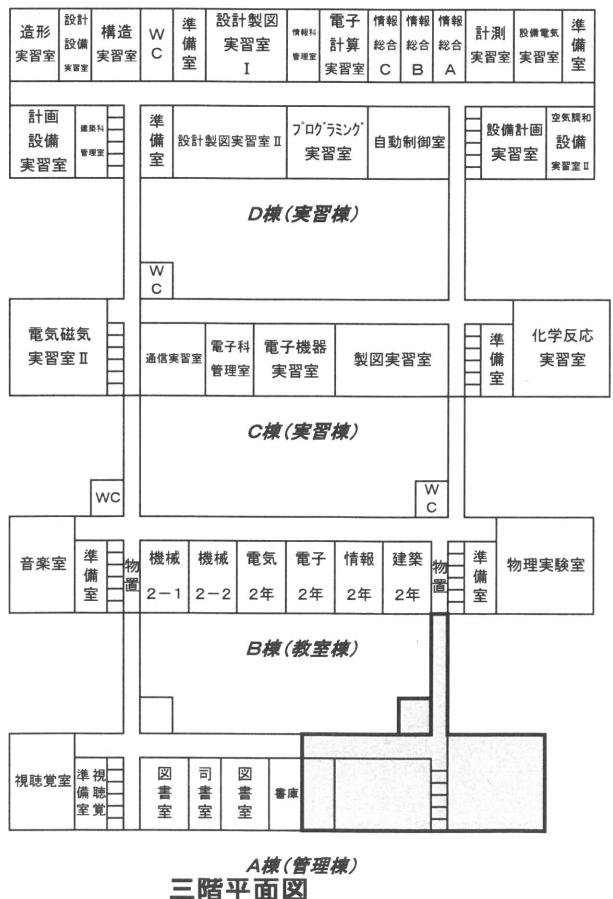 造形
実習室
設計
設備
実習室
構造
実習室
WC
準備室
設計製図
実習室
I
情報科
管理室
電子
計算
実習室
情報
総合
C
情報
総合
B
情報
総合
A
計測
実習室
設備電気
実習室
準備室
計画
設備
実習室
建築科
管理室
準備室
設計製図実習室Ⅱ
プログラミング
実習室
自動制御室
設備計画
実習室
空気調和
設備
実習室Ⅱ
D棟(実習棟)
WC
電気磁気
実習室Ⅱ
通信実習室
電子科
管理室
電子機器
実習室
製図実習室
準備室
化学反応
実習室
C棟(実習棟)
WC
WC
音楽室
準備室
物置
機械
2-1
機械
2-2
電気
2年
電子
2年
情報
2年
建築
2年
物置
準備室
物理実験室
B棟(教室棟)
視聴覚室
視聴覚
準備室
図書室
司書室
図書室
書庫
A棟(管理棟)
三階平面図